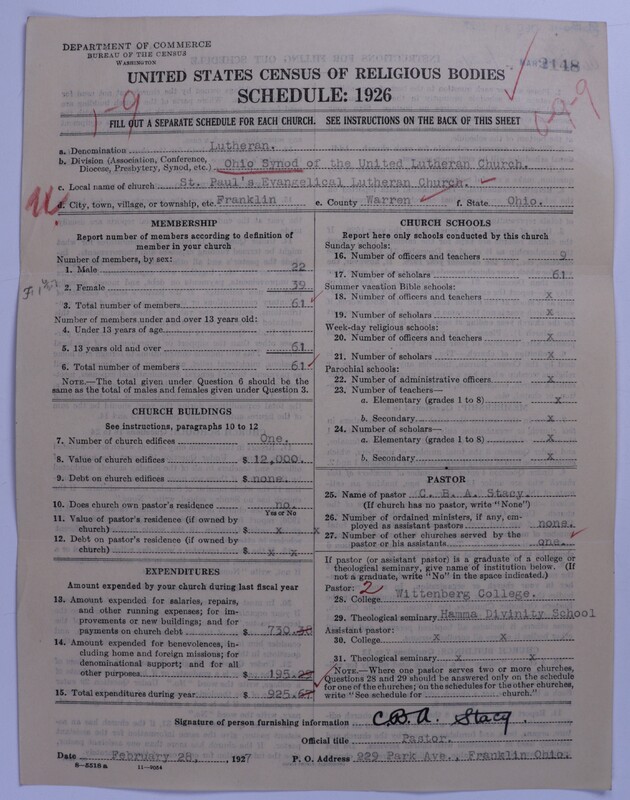 DEPARTMENT OF COMMERCE
BUREAU OF THE CENSUS
WASHINGTON
2148
UNITED STATES CENSUS OF RELIGIOUS BODIES
SCHEDULE: 1926
1-9
FILL OUT A SEPARATE SCHEDULE FOR EACH CHURCH. SEE INSTRUCTIONS ON THE BACK OF THIS SHEET
a. Denomination Lutheran.
b. Division (Association, Conference, Diocese, Presbytery, Synod, etc.) Ohio Synod of the United Lutheran Church.
c. Local name of church St. Paul's Evangelical Lutheran Church.
d. City, town, village, or township, etc. Franklin e. County Warren f. State Ohio.
MEMBERSHIP
Report number of members according to definition of
member in your church
Number of members, by sex:
1. Male 22
2. Female 39
3. Total number of members 61
Number of members under and over 13 years old:
4. Under 13 years of age
5. 13 years old and over 61
6. Total number of members 61
NOTE.—The total given under Question 6 should be
same as the total of males and females given under Question 3.
CHURCH BUILDINGS
See instructions, paragraphs 10 to 12
7. Number of church edifices One.
8. Value of church edifices $ 12,000.
9. Debt on church edifices $ none.
10. Does church own pastor's residence no.
Yes or No
11. Value of pastor's residence (if owned by
church) $ x x
12. Debt on pastor's residence (if owned by
church) $ x x
EXPENDITURES
Amount expended by your church during last fiscal year
13. Amount expended for salaries, repairs,
and other running expenses; for im-
provements or new buildings; and for
payments on church debt $ 730.38
14. Amount expended for benevolences, in-
cluding home and foreign missions; for
denominational support; and for all
other purposes $ 195.
15. Total expenditures during year $ 925.
CHURCH SCHOOLS
Report here only schools conducted by this church
Sunday schools:
16. Number of officers and teachers 9
17. Number of scholars 61
Summer vacation Bible schools:
18. Number of officers and teachers x
19. Number of scholars x
Week-day religious schools:
20. Number of officers and teachers x
21. Number of scholars x
Parochial schools:
22. Number of administrative officers x
23. Number of teachers—
a. Elementary (grades 1 to 8) x
b. Secondary x
24. Number of scholars—
a. Elementary (grades 1 to 8) x
b. Secondary x
PASTOR
25. Name of pastor C. B. A. Stacy.
(If church has no pastor, write "None")
26. Number of ordained ministers, if any, em-
ployed as assistant pastors none.
27. Number of other churches served by the
pastor or his assistants one.
If pastor (or assistant pastor) is a graduate of a college or
theological seminary, give name of institution below. (If
not a graduate, write "No" in the space indicated.)
Pastor: 2
28. College Wittenberg College.
29. Theological seminary Hamma Divinity School
Assistant pastor:
30. College x x
31. Theological seminary x x
NOTE.—Where one pastor serves two or more churches,
Questions 28 and 29 should be answered only on the schedule
for one of the churches; on the schedules for the other churches,
write "See schedule for church."
Signature of person furnishing information C.B.A. Stacy.
Official title Pastor.
Date February 28, 1927 P. O. Address 229 Park Ave., Franklin Ohio.
8-5518a 11-9064